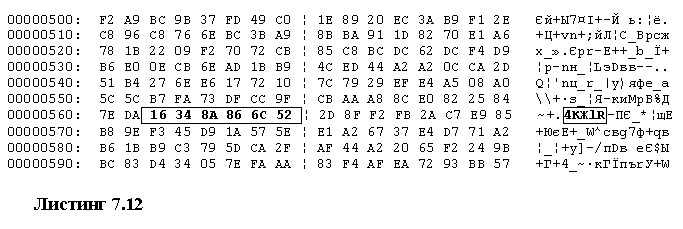 00000500: F2 A9 BC 9B 37 FD 49 C0 ¦ 1E 89 20 EC 3A B9 F1 2E Єй+Ы7¤I+-Й ь:¦ё.
00000510: C8 96 C8 76 6E BC 3B A9 ¦ 8B BA 91 1D 82 70 E1 A6 +Ц+vn+;йЛ¦С_Bpсж
00000520: 78 1B 22 09 F2 70 72 CB ¦ 85 C8 BC DC 62 DC F4 D9 x_».Єpr-E++_b_Ї+
00000530: B6 E0 0E CB 6E AD 1B B9 ¦ 4C ED 44 A2 A2 0C CA 2D ¦p-пн_¦LэDвв--..
00000540: 51 B4 27 6E E6 17 72 10 ¦ 7C 79 29 EF E4 A5 08 A0 Q¦'nц_r_¦y)яфe_a
00000550: 5C 5C B7 FA 73 DF CC 9F ¦ CB AA A8 8C E0 82 25 84 \\+·s_¦Я-киМрВ%Д
00000560: 7E DA 16 34 8A 86 6C 52 ¦ 2D 8F F2 FB 2A C7 E9 85 ~+.4КЖlR-ПЄ_*¦щЕ
00000570: B8 9E F3 45 D9 1A 57 5E ¦ E1 A2 67 37 E4 D7 71 A2 +ЮєE+_W^свg7ф+qв
00000580: B6 1B B9 C3 79 5D CA 2F ¦ AF 44 A2 20 65 F2 24 9B ¦_¦+y]-/пDв eЄ$Ы
00000590: BC 83 D4 34 05 7E FA AA ¦ 83 F4 AF EA 72 93 BB 57 +Г+4_~·кГЇпъrУ+W
Листинг 7.12